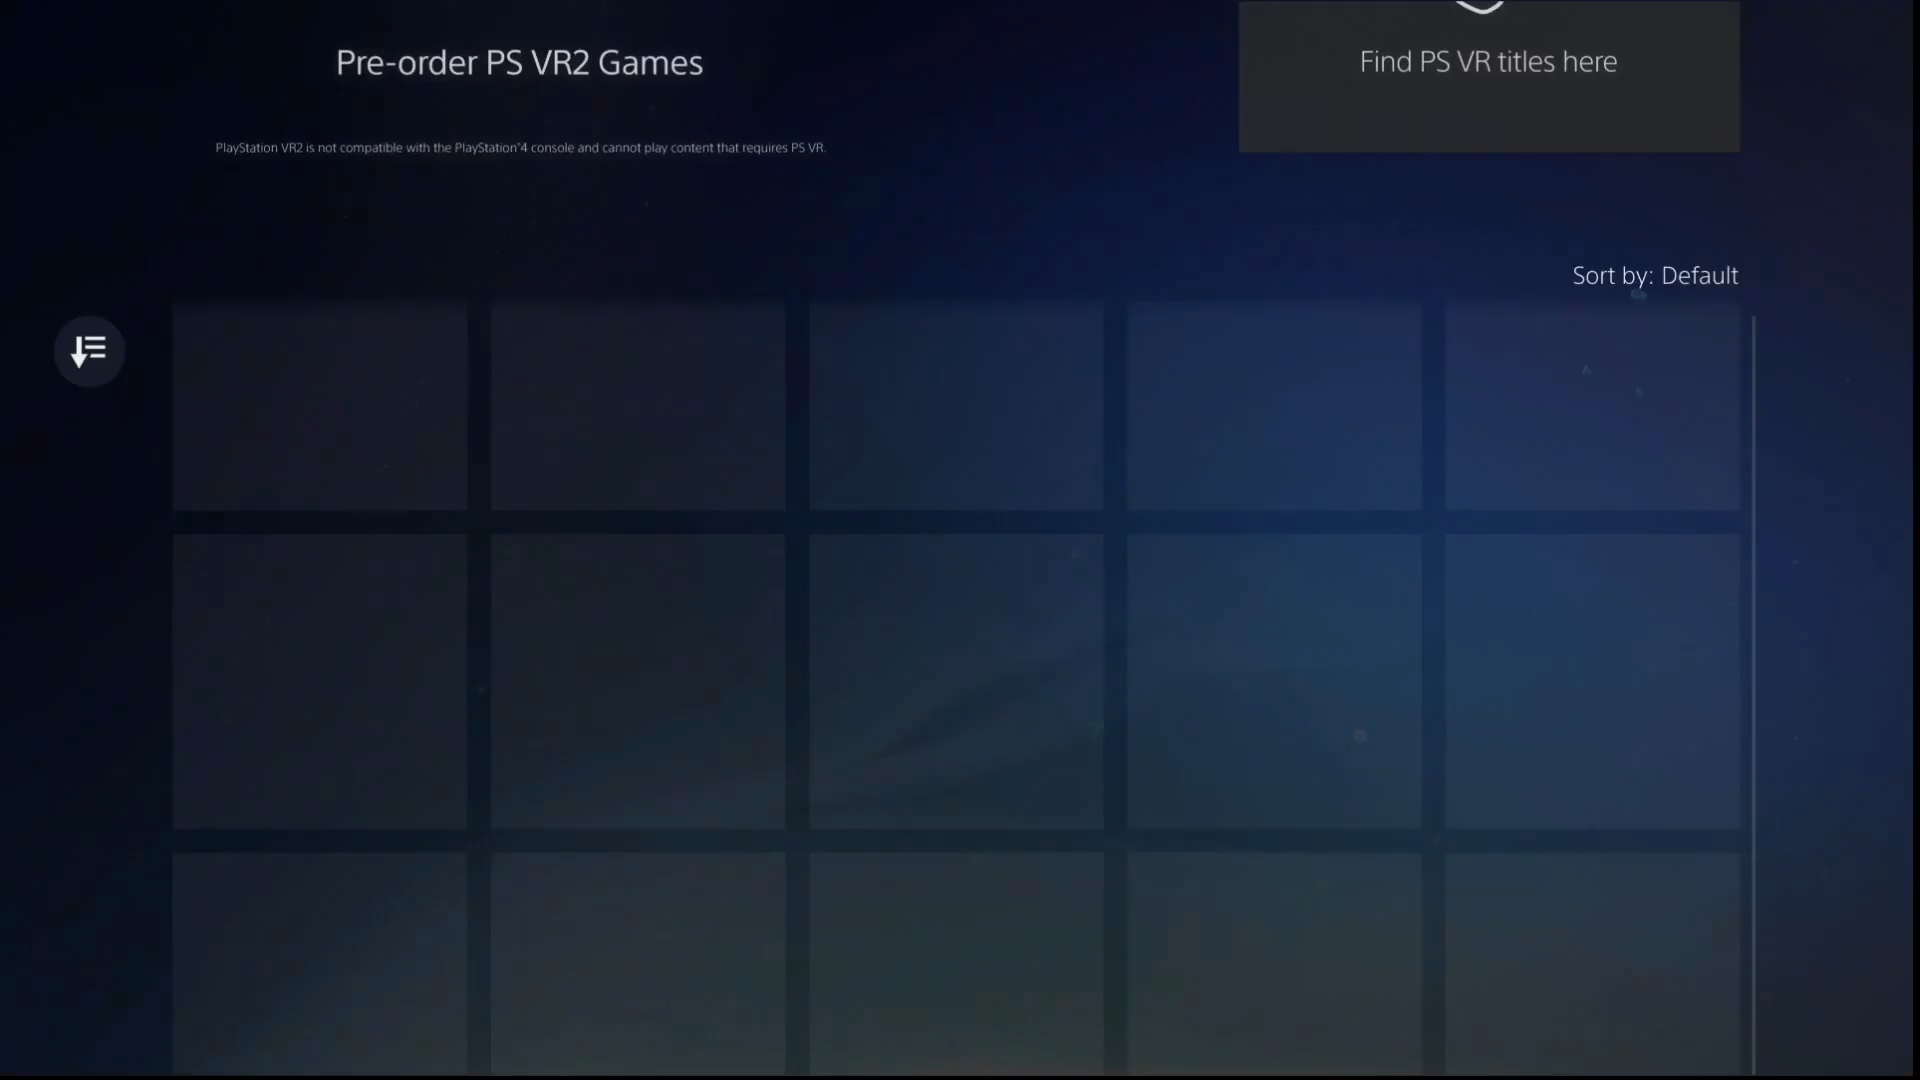 Pre-order PS VR2 Games
Find PS VR titles here
PlayStation VR2 is not compatible with the PlayStation®4 console and cannot play content that requires PS VR.
Sort by: Default